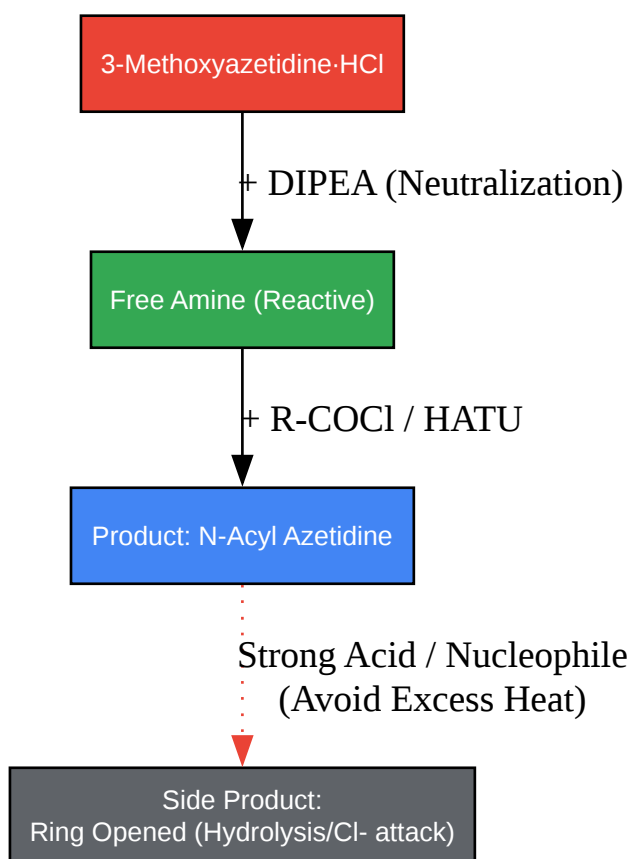 3-Methoxyazetidine·HCl
+ DIPEA (Neutralization)
Free Amine (Reactive)
+ R-COCl / HATU
Product: N-Acyl Azetidine
Strong Acid / Nucleophile
(Avoid Excess Heat)
Side Product:
Ring Opened (Hydrolysis/Cl- attack)